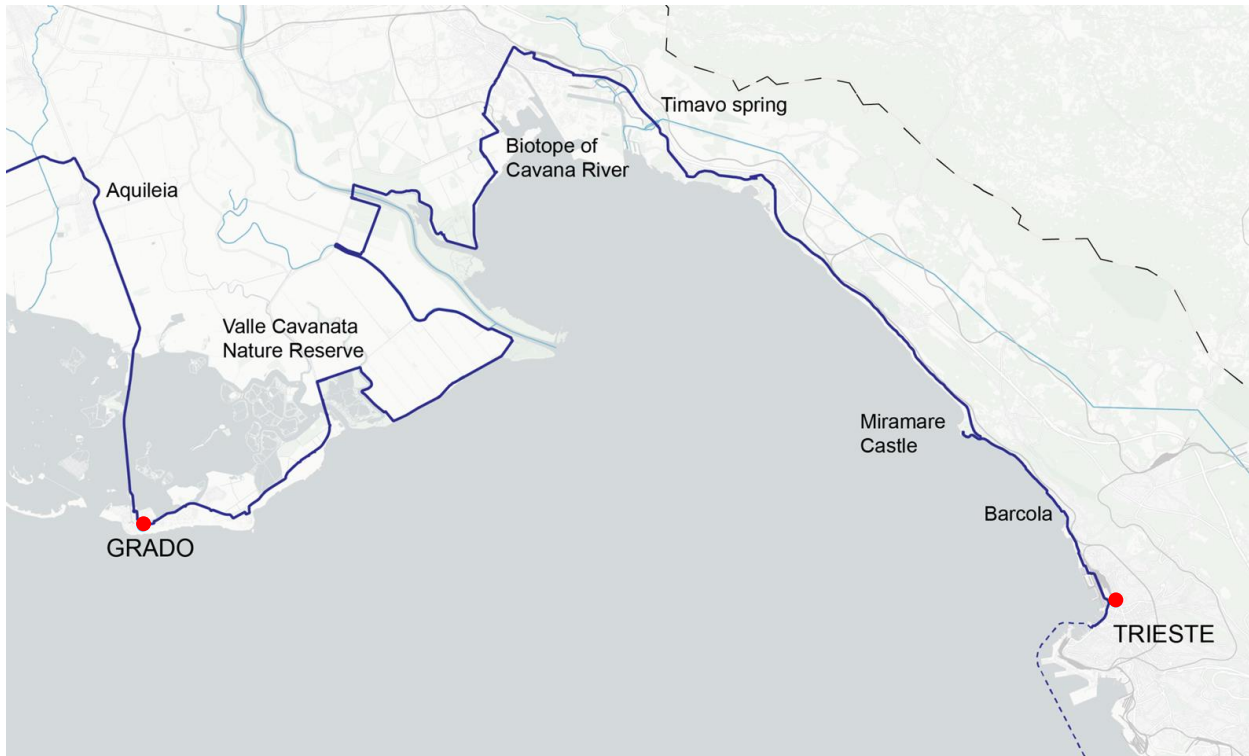 Timavo spring
Biotope of
Cavana River
Aquileia
Valle Cavanata
Nature Reserve
Miramare
Castle
Barcola
GRADO
TRIESTE